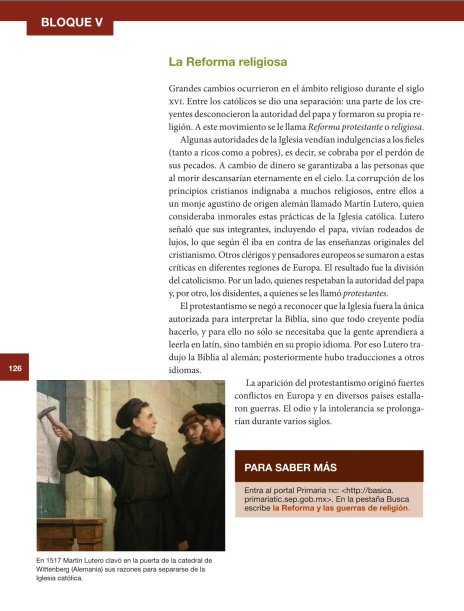 BLOQUE V
La Reforma religiosa
Grandes cambios ocurrieron en el ámbito religioso durante el siglo
XVI. Entre los católicos se dio una separación: una parte de los cre-
yentes desconocieron la autoridad del papa y formaron su propia re-
ligión. A este movimiento se le llama Reforma protestante o religiosa.
Algunas autoridades de la Iglesia vendían indulgencias a los fieles
(tanto a ricos como a pobres), es decir, se cobraba por el perdón de
sus pecados. A cambio de dinero se garantizaba a las personas que
al morir descansarían eternamente en el cielo. La corrupción de los
principios cristianos indignaba a muchos religiosos, entre ellos a
un monje agustino de origen alemán llamado Martín Lutero, quien
consideraba inmorales estas prácticas de la Iglesia católica. Lutero
señaló que sus integrantes, incluyendo el papa, vivían rodeados de
lujos, lo que según él iba en contra de las enseñanzas originales del
cristianismo. Otros clérigos y pensadores europeos se sumaron a estas
críticas en diferentes regiones de Europa. El resultado fue la división
del catolicismo. Por un lado, quienes respetaban la autoridad del papa
y, por otro, los disidentes, a quienes se les llamó protestantes.
El protestantismo se negó a reconocer que la Iglesia fuera la única
autorizada para interpretar la Biblia, sino que todo creyente podía
hacerlo, y para ello no sólo se necesitaba que la gente aprendiera a
leerla en latín, sino también en su propio idioma. Por eso Lutero tra-
dujo la Biblia al alemán; posteriormente hubo traducciones a otros
idiomas.
126
La aparición del protestantismo originó fuertes
conflictos en Europa y en diversos países estalla-
ron guerras. El odio y la intolerancia se prolonga-
rían durante varios siglos.
PARA SABER MÁS
Entra al portal Primaria TIC: <http://basica.
primariatic.sep.gob.mx>. En la pestaña Busca
escribe la Reforma y las guerras de religión.
En 1517 Martín Lutero clavó en la puerta de la catedral de
Wittenberg (Alemania) sus razones para separarse de la
Iglesia católica.